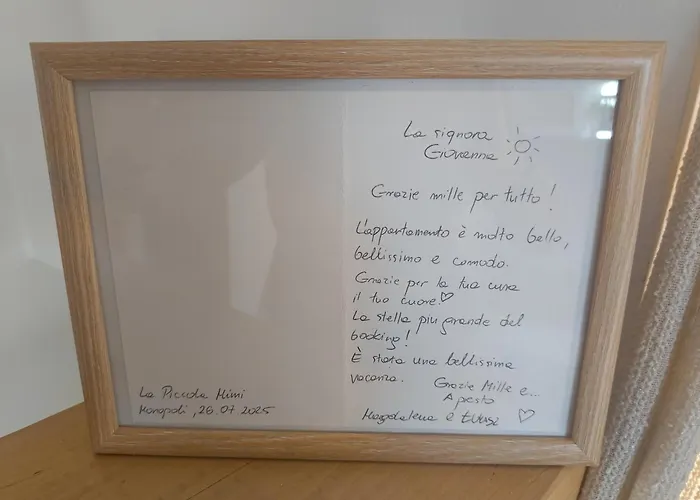 La signora
Giovanna
Grazie mille per tutto!
L'appartamento è molto bello,
bellissimo e comodo.
Grazie per la tua cura
il tuo cuore!
La stella più grande del
booking!
È stata una bellissima
vacanza.
Grazie Mille e...
A presto
Magdalena e
La Piccola Mimi
Monopoli, 26.07 2025